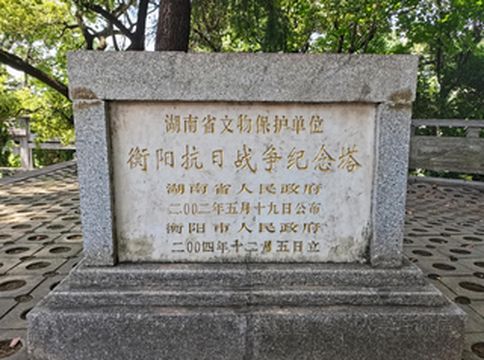 湖南省文物保护单位
衡阳抗日战争纪念塔
湖南省人民政府
二〇〇二年五月十九日公布
衡阳市人民政府
二〇〇四年十二月五日立